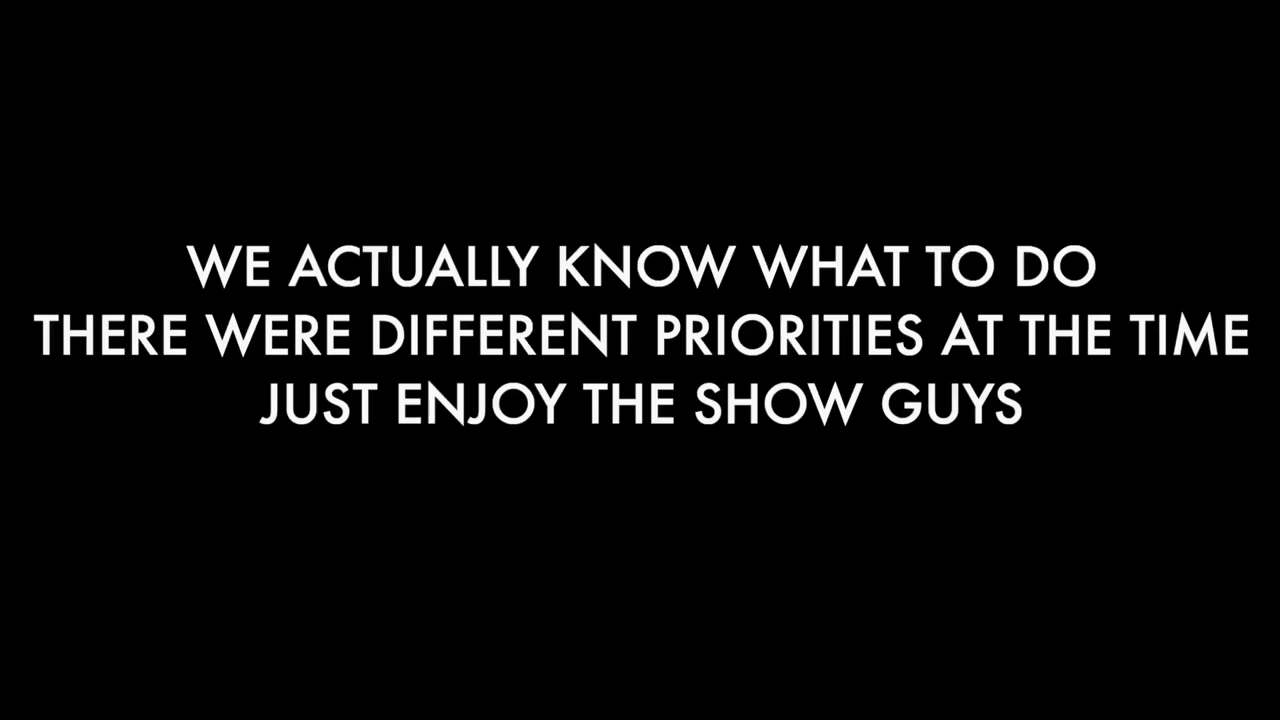 WE ACTUALLY KNOW WHAT TO DO
THERE WERE DIFFERENT PRIORITIES AT THE TIME
JUST ENJOY THE SHOW GUYS